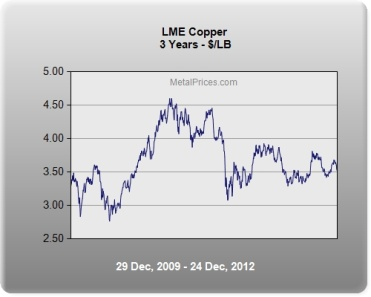 LME Copper
3 Years - $/LB
MetalPrices.com
5.00
4.50
4.00
3.50
3.00
2.50
29 Dec, 2009 - 24 Dec, 2012